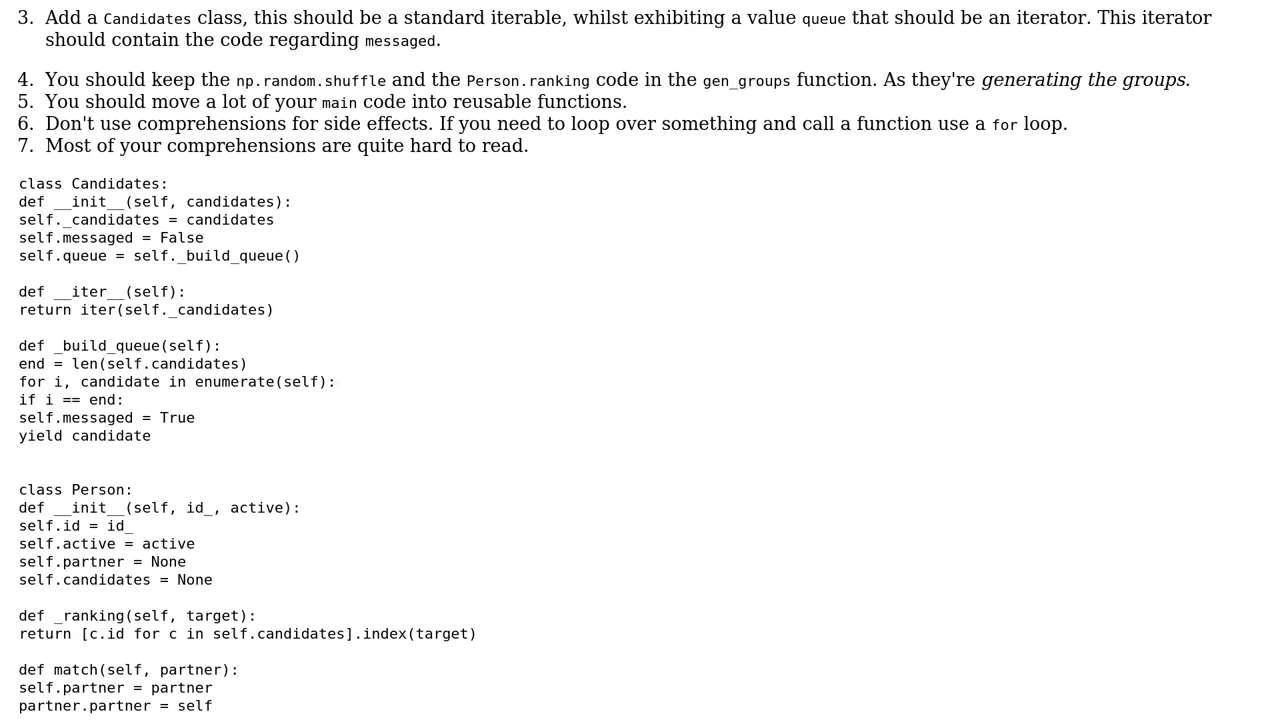 3. Add a Candidates class, this should be a standard iterable, whilst exhibiting a value queue that should be an iterator. This iterator
should contain the code regarding messaged.
4. You should keep the np.random.shuffle and the Person.ranking code in the gen_groups function. As they're generating the groups.
5. You should move a lot of your main code into reusable functions.
6. Don't use comprehensions for side effects. If you need to loop over something and call a function use a for loop.
7. Most of your comprehensions are quite hard to read.
class Candidates:
def __init__(self, candidates):
self._candidates = candidates
self.messaged = False
self.queue = self._build_queue()
def __iter__(self):
return iter(self._candidates)
def _build_queue(self):
end = len(self.candidates)
for i, candidate in enumerate(self):
if i == end:
self.messaged = True
yield candidate
class Person:
def __init__(self, id_, active):
self.id = id_
self.active = active
self.partner = None
self.candidates = None
def _ranking(self, target):
return [c.id for c in self.candidates].index(target)
def match(self, partner):
self.partner = partner
partner.partner = self